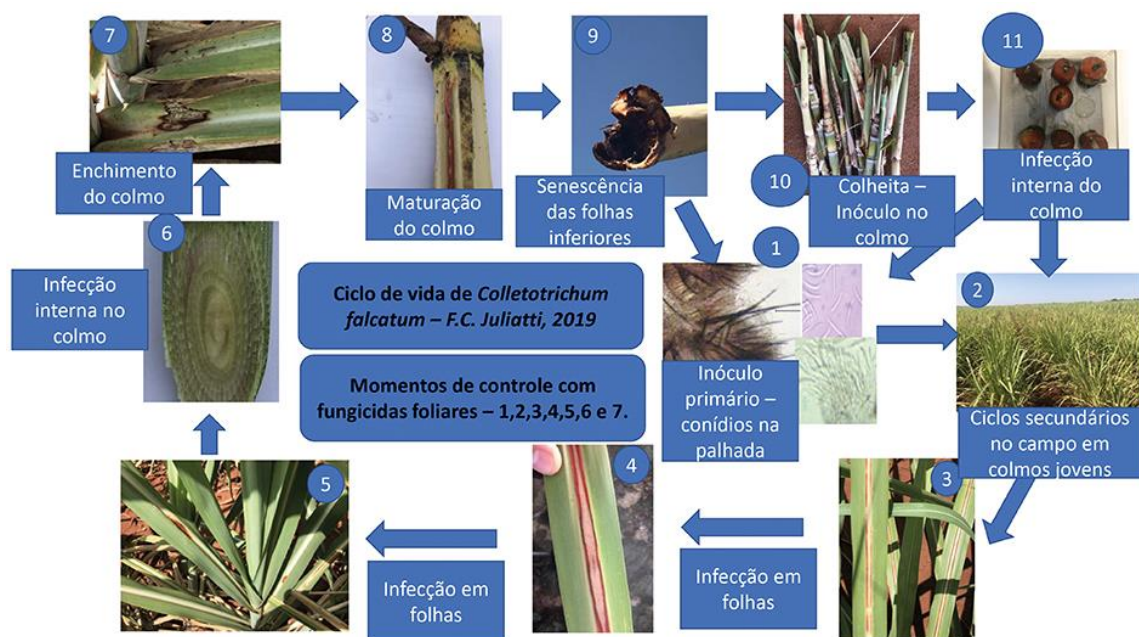 7
8
9
11
Enchimento
do colmo
Maturação
do colmo
Senescência
das folhas
inferiores
10
Colheita –
Inóculo no
colmo
Infecção
interna do
colmo
6
Infecção
interna no
colmo
Ciclo de vida de Colletotrichum
falcatum – F.C. Juliatti, 2019
Momentos de controle com
fungicidas foliares – 1,2,3,4,5,6 e 7.
1
Inóculo
primário –
conídios na
palhada
2
Ciclos secundários
no campo em
colmos jovens
5
4
3
Infecção em
folhas
Infecção em
folhas